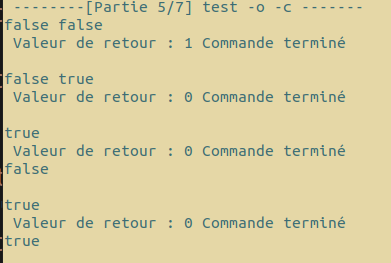 --------[Partie 5/7] test -o -c -------
false false
Valeur de retour : 1 Commande terminé
false true
Valeur de retour : 0 Commande terminé
true
Valeur de retour : 0 Commande terminé
false
true
Valeur de retour : 0 Commande terminé
true